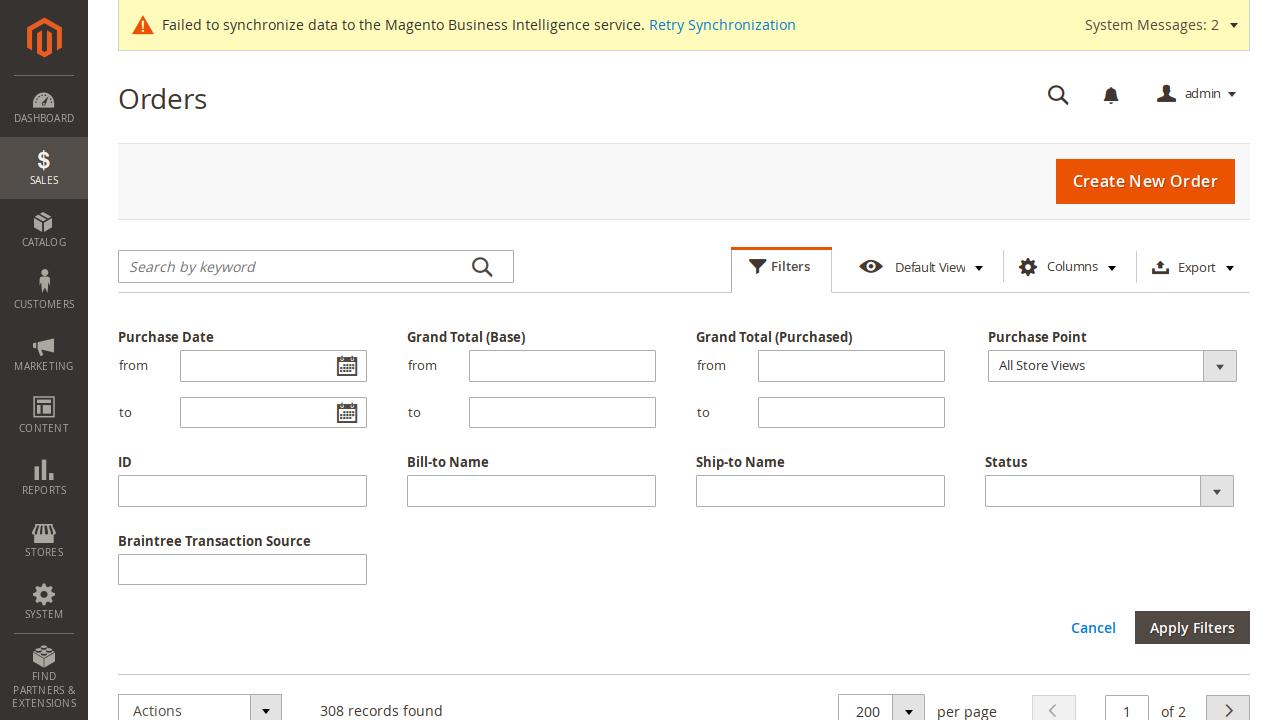 Failed to synchronize data to the Magento Business Intelligence service. Retry Synchronization
System Messages: 2
DASHBOARD
SALES
CATALOG
CUSTOMERS
MARKETING
CONTENT
REPORTS
STORES
SYSTEM
FIND PARTNERS & EXTENSIONS
Orders
admin
Create New Order
Search by keyword
Filters
Default View
Columns
Export
Purchase Date
from
to
Grand Total (Base)
from
to
Grand Total (Purchased)
from
to
Purchase Point
All Store Views
ID
Bill-to Name
Ship-to Name
Status
Braintree Transaction Source
Cancel
Apply Filters
Actions
308 records found
200
per page
1
of 2